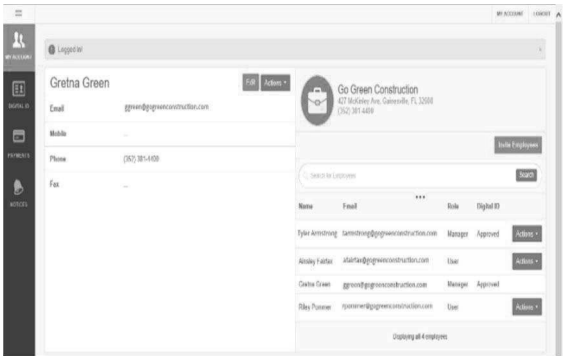 MY ACCOUNT LOGOUT
Logged in!
MY ACCOUNT
DIGITAL ID
PAYMENTS
NOTICES
Gretna Green
Edit Actions
Email ggreen@gogreenconstruction.com
Mobile --
Phone (352) 381-4400
Fax --
Go Green Construction
427 McKinley Ave, Gainesville, FL 32600
(352) 381-4400
Invite Employees
Search for Employees Search
Name Email Role Digital ID
Tyler Armstrong tarmstrong@gogreenconstruction.com Manager Approved Actions
Ainsley Fairfax afairfax@gogreenconstruction.com User Actions
Gretna Green ggreen@gogreenconstruction.com Manager Approved
Riley Pommer rpommer@gogreenconstruction.com User Actions
Displaying all 4 employees